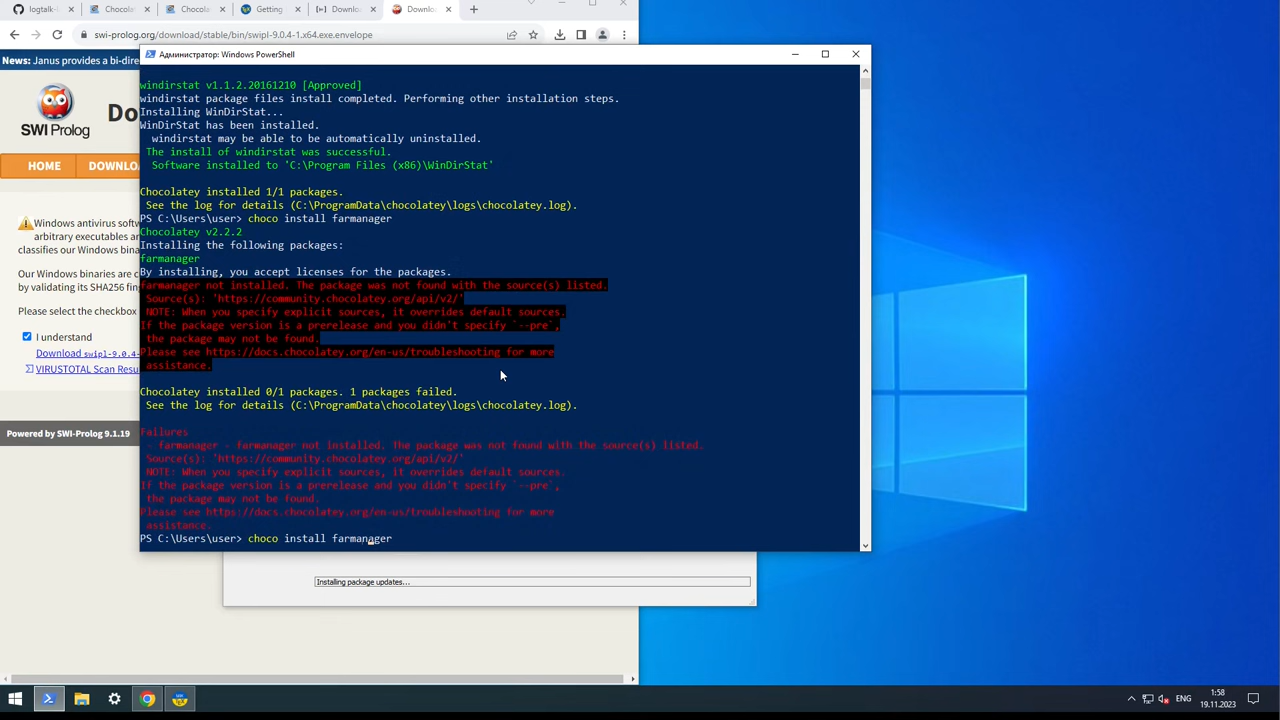 logtalk-l
Chocola
Chocola
Getting
Downlo
Downlo
swi-prolog.org/download/stable/bin/swipl-9.0.4-1.x64.exe.envelope
News: Janus provides a bi-dire
SWI Prolog
Do
HOME
DOWNLOA
Windows antivirus softw
arbitrary executables an
classifies our Windows bina
Our Windows binaries are c
by validating its SHA256 fi
Please select the checkbox
I understand
Download swipl-9.0.4-
VIRUSTOTAL Scan Resu
Powered by SWI-Prolog 9.1.19
Администратор: Windows PowerShell
windirstat v1.1.2.20161210 [Approved]
windirstat package files install completed. Performing other installation steps.
Installing WinDirStat...
WinDirStat has been installed.
windirstat may be able to be automatically uninstalled.
The install of windirstat was successful.
Software installed to 'C:\Program Files (x86)\WinDirStat'
Chocolatey installed 1/1 packages.
See the log for details (C:\ProgramData\chocolatey\logs\chocolatey.log).
PS C:\Users\user> choco install farmanager
Chocolatey v2.2.2
Installing the following packages:
farmanager
By installing, you accept licenses for the packages.
farmanager not installed. The package was not found with the source(s) listed.
Source(s): 'https://community.chocolatey.org/api/v2/'
NOTE: When you specify explicit sources, it overrides default sources.
If the package version is a prerelease and you didn't specify `--pre`,
the package may not be found.
Please see https://docs.chocolatey.org/en-us/troubleshooting for more
assistance.
Chocolatey installed 0/1 packages. 1 packages failed.
See the log for details (C:\ProgramData\chocolatey\logs\chocolatey.log).
Failures
- farmanager - farmanager not installed. The package was not found with the source(s) listed.
Source(s): 'https://community.chocolatey.org/api/v2/'
NOTE: When you specify explicit sources, it overrides default sources.
If the package version is a prerelease and you didn't specify `--pre`,
the package may not be found.
Please see https://docs.chocolatey.org/en-us/troubleshooting for more
assistance.
PS C:\Users\user> choco install farmanager
Installing package updates...
ENG
1:58
19.11.2023